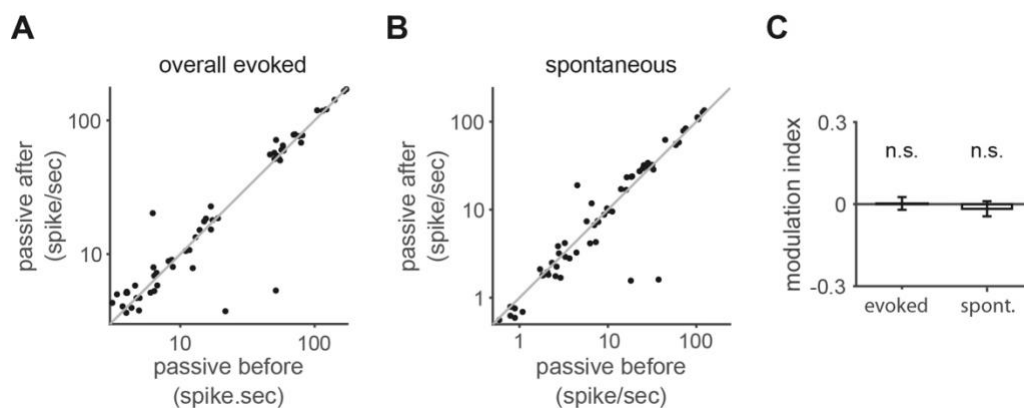 A
overall evoked
passive after
(spike/sec)
100
10
10
100
passive before
(spike.sec)
B
spontaneous
passive after
(spike/sec)
100
10
1
1
10
100
passive before
(spike/sec)
C
modulation index
0.3
0
-0.3
n.s.
n.s.
evoked
spont.